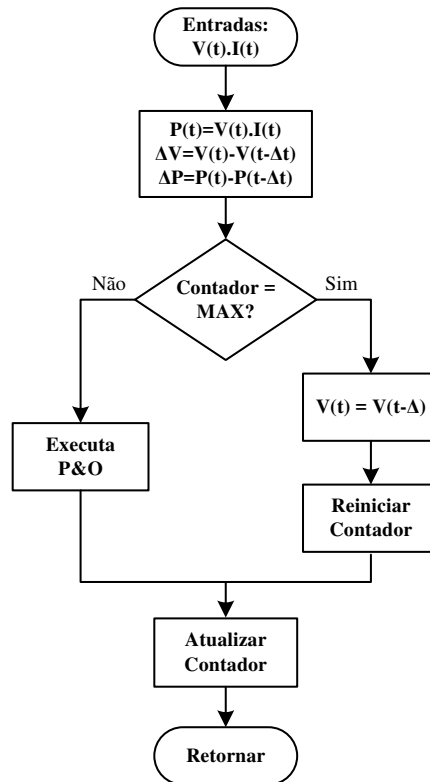 Entradas:
V(t).I(t)
P(t)=V(t).I(t)
ΔV=V(t)-V(t-Δt)
ΔP=P(t)-P(t-Δt)
Contador =
MAX?
Não
Sim
Executa
P&O
V(t) = V(t-Δ)
Reiniciar
Contador
Atualizar
Contador
Retornar